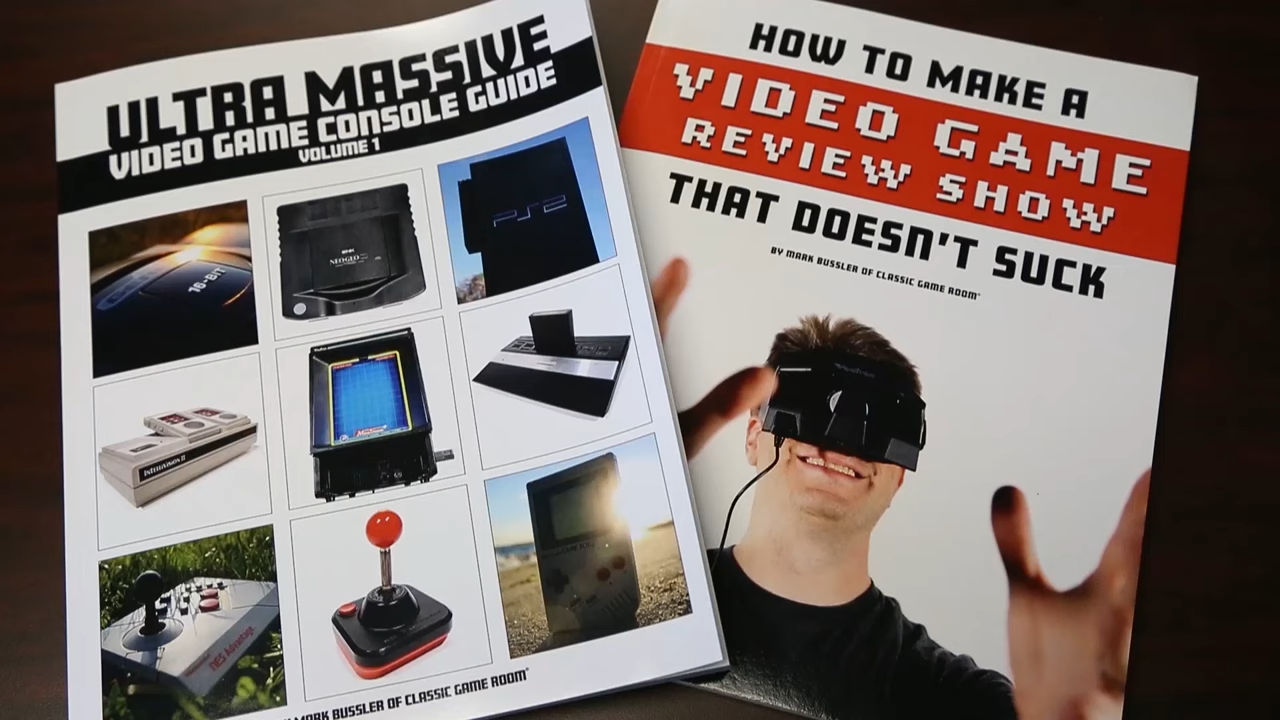 ULTRA MASSIVE
VIDEO GAME CONSOLE GUIDE
VOLUME 1
16-BIT
NEO·GEO
PS2
INTELLIVISION II
NES Advantage
MARK BUSSLER OF CLASSIC GAME ROOM
HOW TO MAKE A
VIDEO GAME
REVIEW SHOW
THAT DOESN'T SUCK
BY MARK BUSSLER OF CLASSIC GAME ROOM